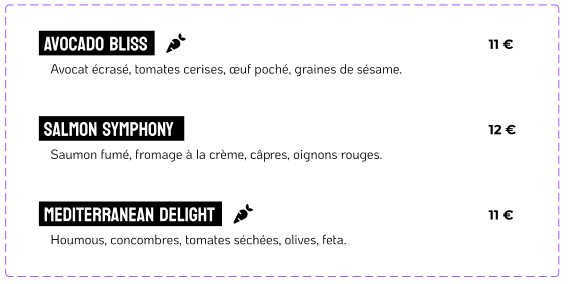 AVOCADO BLISS 11 €
Avocat écrasé, tomates cerises, œuf poché, graines de sésame.
SALMON SYMPHONY 12 €
Saumon fumé, fromage à la crème, câpres, oignons rouges.
MEDITERRANEAN DELIGHT 11 €
Houmous, concombres, tomates séchées, olives, feta.